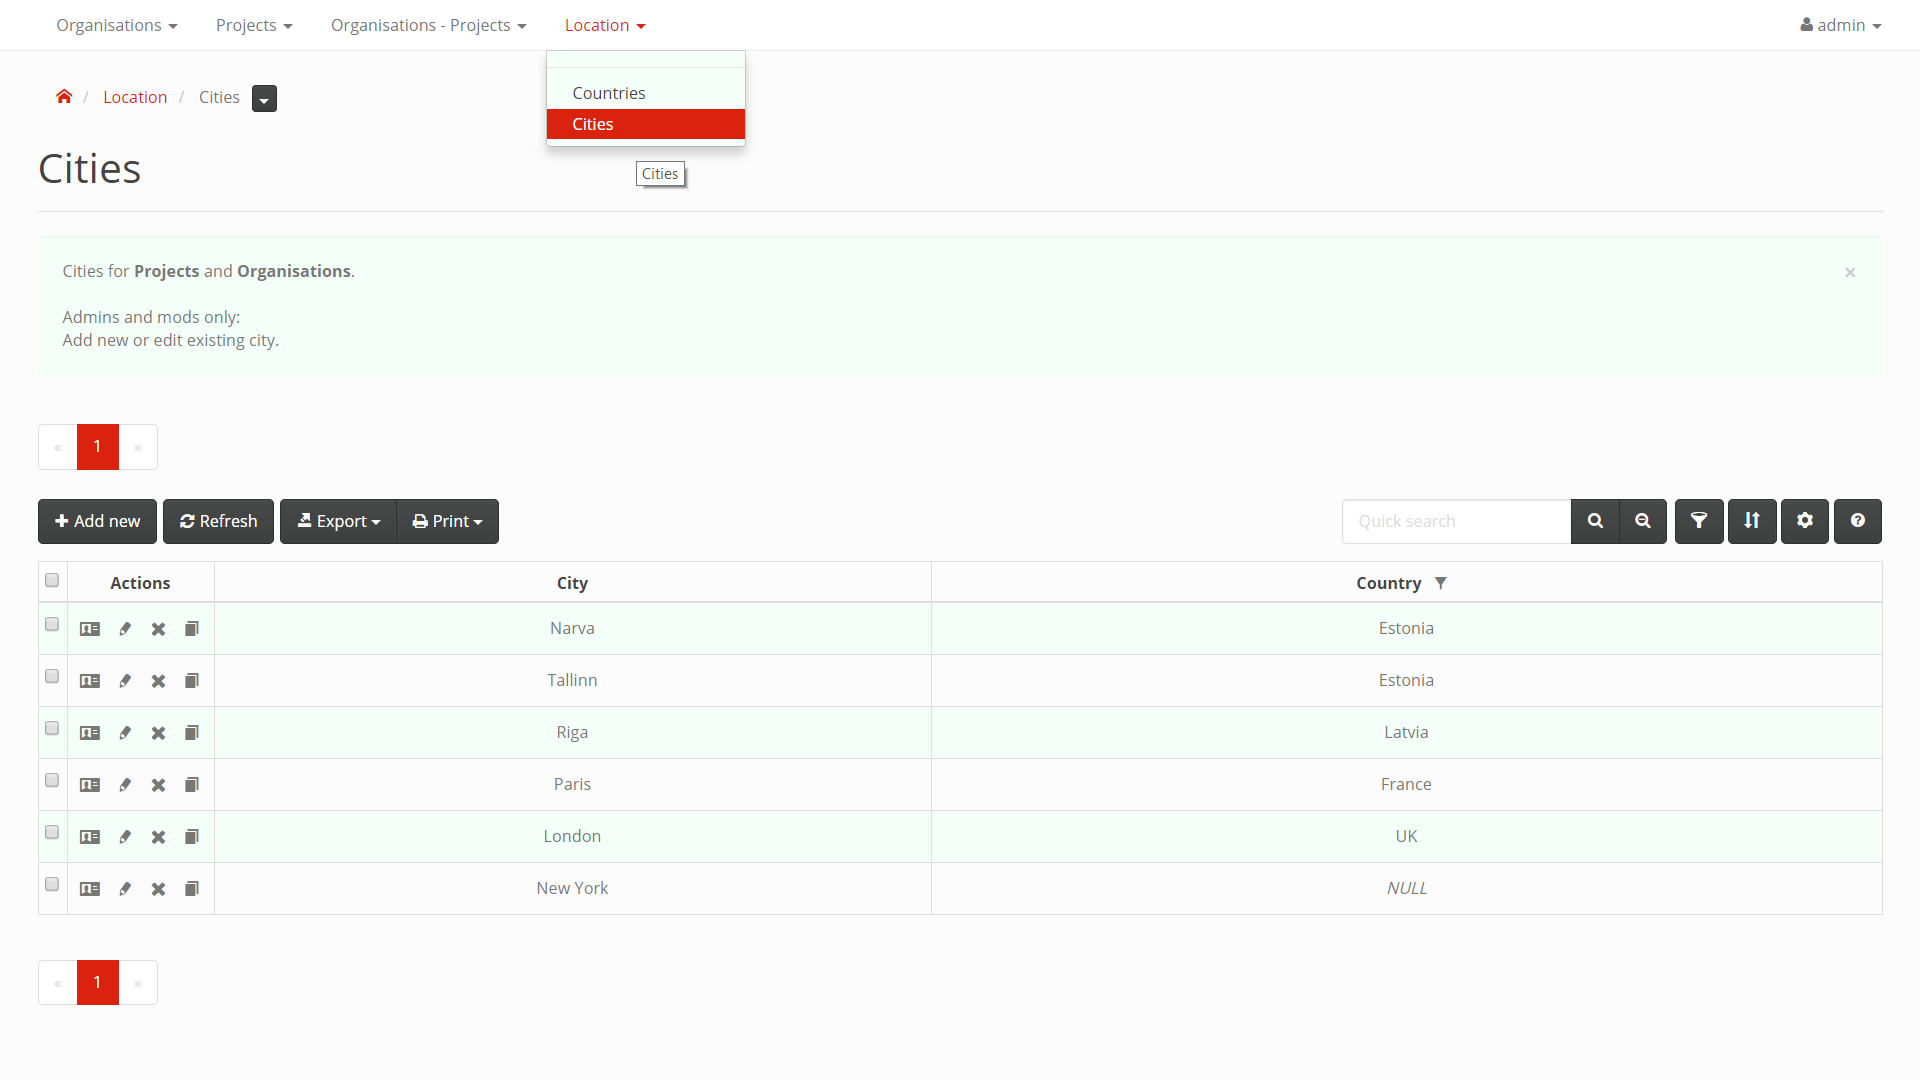 Organisations Projects Organisations - Projects Location admin
Countries
Cities
/ Location / Cities
Cities
Cities
Cities for Projects and Organisations.
×
Admins and mods only:
Add new or edit existing city.
« 1 »
Add new Refresh Export Print Quick search
Actions City Country
Narva Estonia
Tallinn Estonia
Riga Latvia
Paris France
London UK
New York NULL
« 1 »